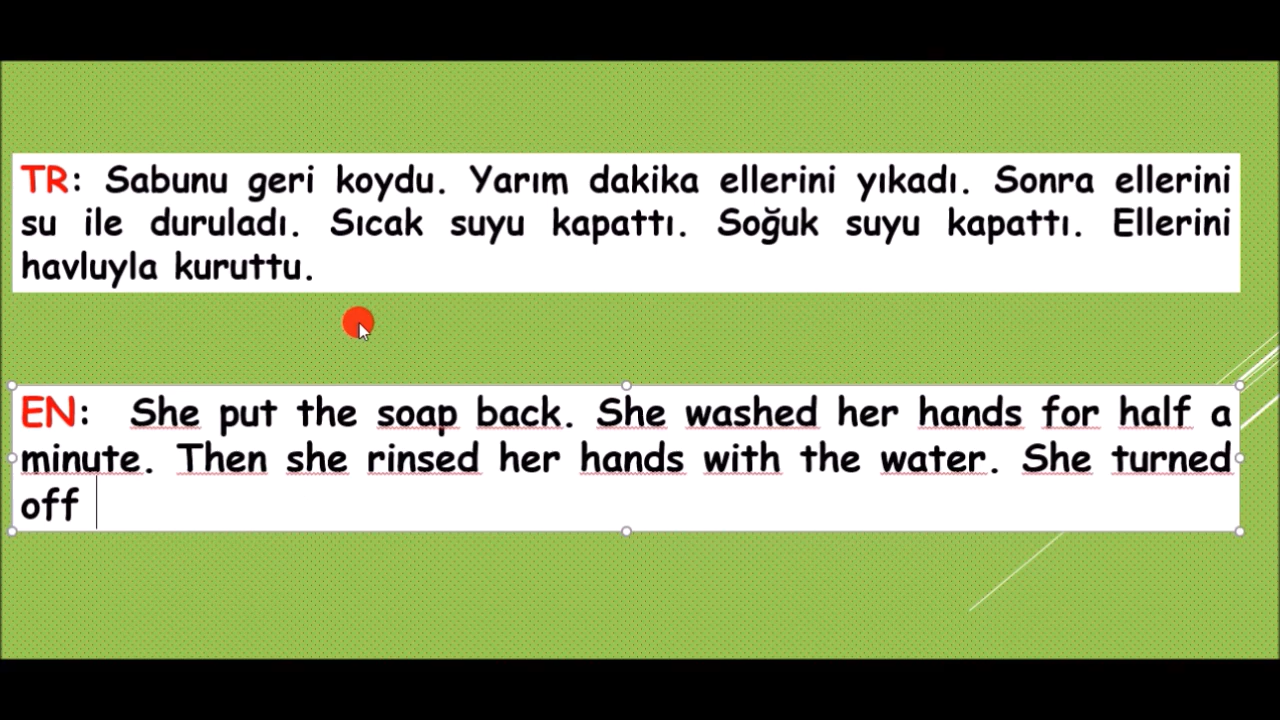 TR: Sabunu geri koydu. Yarım dakika ellerini yıkadı. Sonra ellerini
su ile duruladı. Sıcak suyu kapattı. Soğuk suyu kapattı. Ellerini
havluyla kuruttu.
EN: She put the soap back. She washed her hands for half a
minute. Then she rinsed her hands with the water. She turned
off